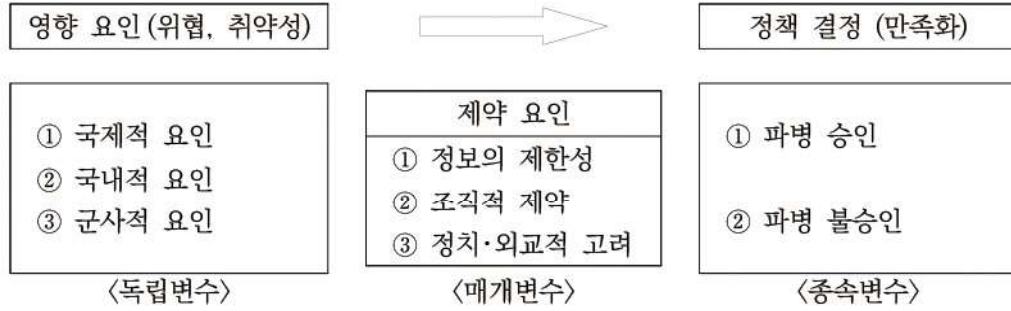 영향 요인(위협, 취약성)
정책 결정 (만족화)
① 국제적 요인
② 국내적 요인
③ 군사적 요인
〈독립변수〉
제약 요인
① 정보의 제한성
② 조직적 제약
③ 정치·외교적 고려
〈매개변수〉
① 파병 승인
② 파병 불승인
〈종속변수〉